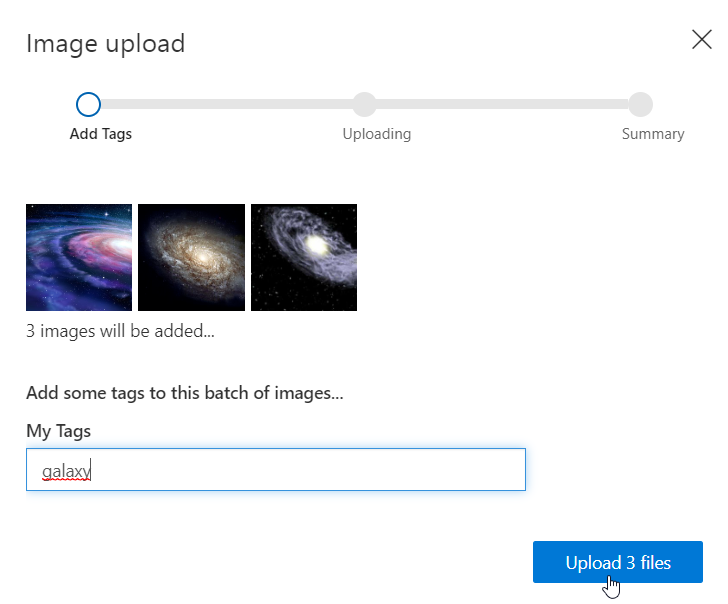 Image upload
Add Tags
Uploading
Summary
3 images will be added...
Add some tags to this batch of images...
My Tags
galaxy
Upload 3 files